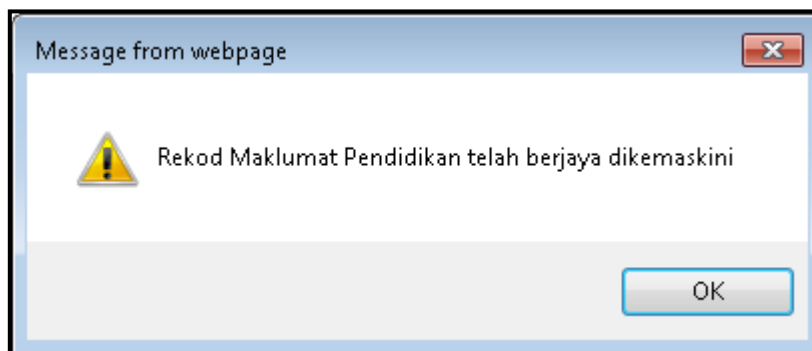 Message from webpage
Rekod Maklumat Pendidikan telah berjaya dikemaskini
OK